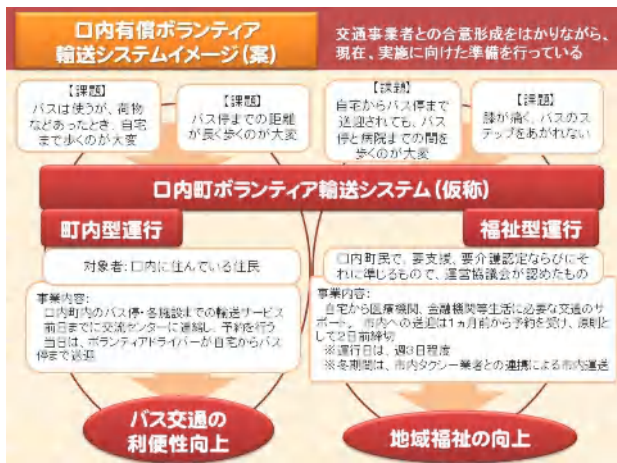 口内有償ボランティア
輸送システムイメージ(案)
交通事業者との合意形成をはかりながら、
現在、実施に向けた準備を行っている
【課題】
バスは使うが、荷物
などあったとき、自宅
まで歩くのが大変
【課題】
バス停までの距離
が長く歩くのが大変
【課題】
自宅からバス停まで
送迎されても、バス
停と病院までの間を
歩くのが大変
【課題】
膝が痛く、バスのス
テップをあがれない
口内町ボランティア輸送システム(仮称)
町内型運行
対象者:口内に住んでいる住民
事業内容:
口内町内のバス停・各施設までの輸送サービス
前日までに交流センターに連絡し、予約を行う
当日は、ボランティアドライバーが自宅からバス
停まで送迎
バス交通の
利便性向上
福祉型運行
口内町民で、要支援、要介護認定ならびにそ
れに準じるもので、運営協議会が認めたもの
事業内容:
自宅から医療機関、金融機関等生活に必要な交通のサ
ポート。市内への送迎は1ヵ月前から予約を受け、原則と
して2日前締切
※運行日は、週3日程度
※冬期間は、市内タクシー業者との連携による市内運送
地域福祉の向上